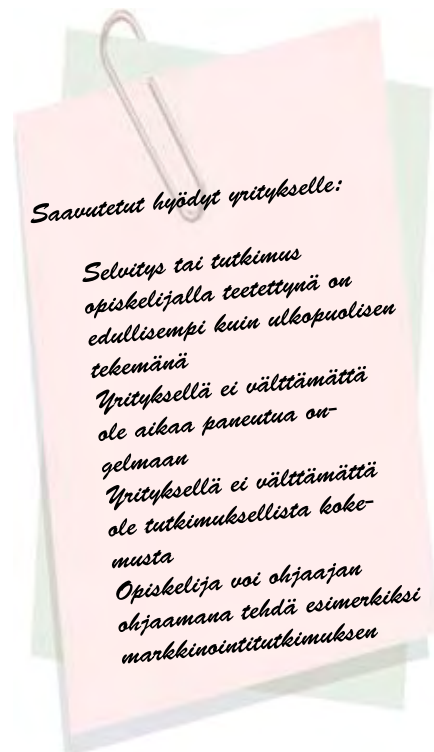 Saavutetut hyödyt yritykselle:
Selvitys tai tutkimus
opiskelijalla teetettynä on
edullisempi kuin ulkopuolisen
tekemänä
Yrityksellä ei välttämättä
ole aikaa paneutua on-
gelmaan
Yrityksellä ei välttämättä
ole tutkimuksellista koke-
musta
Opiskelija voi ohjaajan
ohjaamana tehdä esimerkiksi
markkinointitutkimuksen